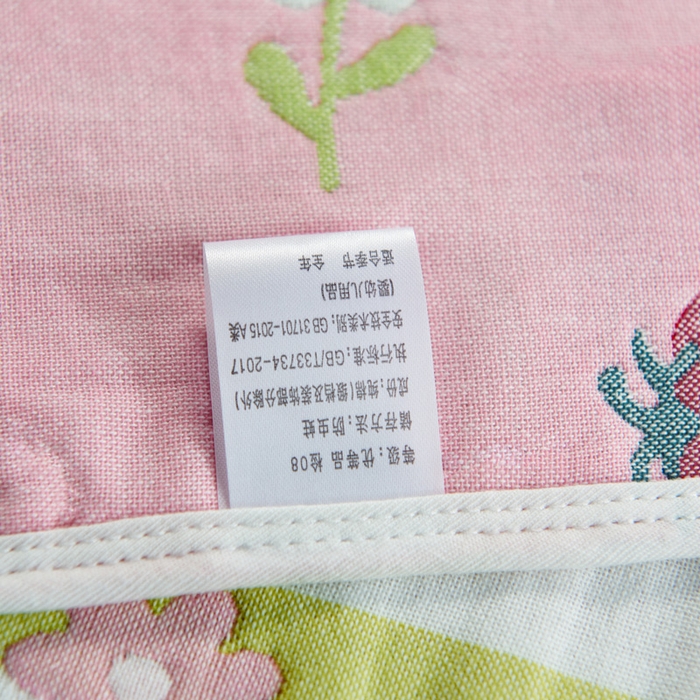 等级：优等品 检08
储存方法：防虫蛀
成份：纯棉(缎档及装饰部分除外)
执行标准：GB/T33734-2017
安全技术类别：GB 31701-2015 A类
(婴幼儿用品)
适合季节 全年